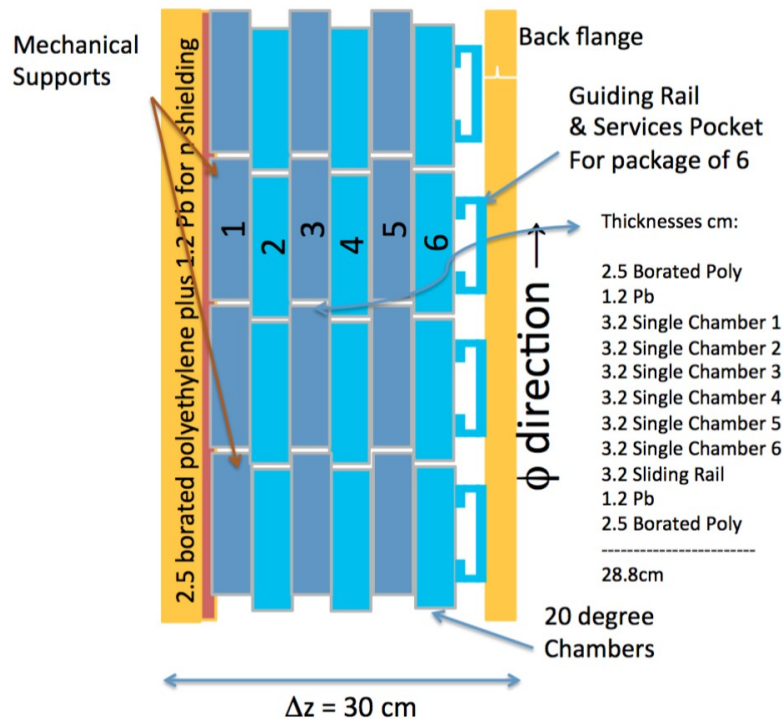 Mechanical
Supports
2.5 borated polyethylene plus 1.2 Pb for n shielding
1
2
3
4
5
6
Back flange
Guiding Rail
& Services Pocket
For package of 6
φ direction →
Thicknesses cm:
2.5 Borated Poly
1.2 Pb
3.2 Single Chamber 1
3.2 Single Chamber 2
3.2 Single Chamber 3
3.2 Single Chamber 4
3.2 Single Chamber 5
3.2 Single Chamber 6
3.2 Sliding Rail
1.2 Pb
2.5 Borated Poly
------------------------
28.8cm
20 degree
Chambers
Δz = 30 cm